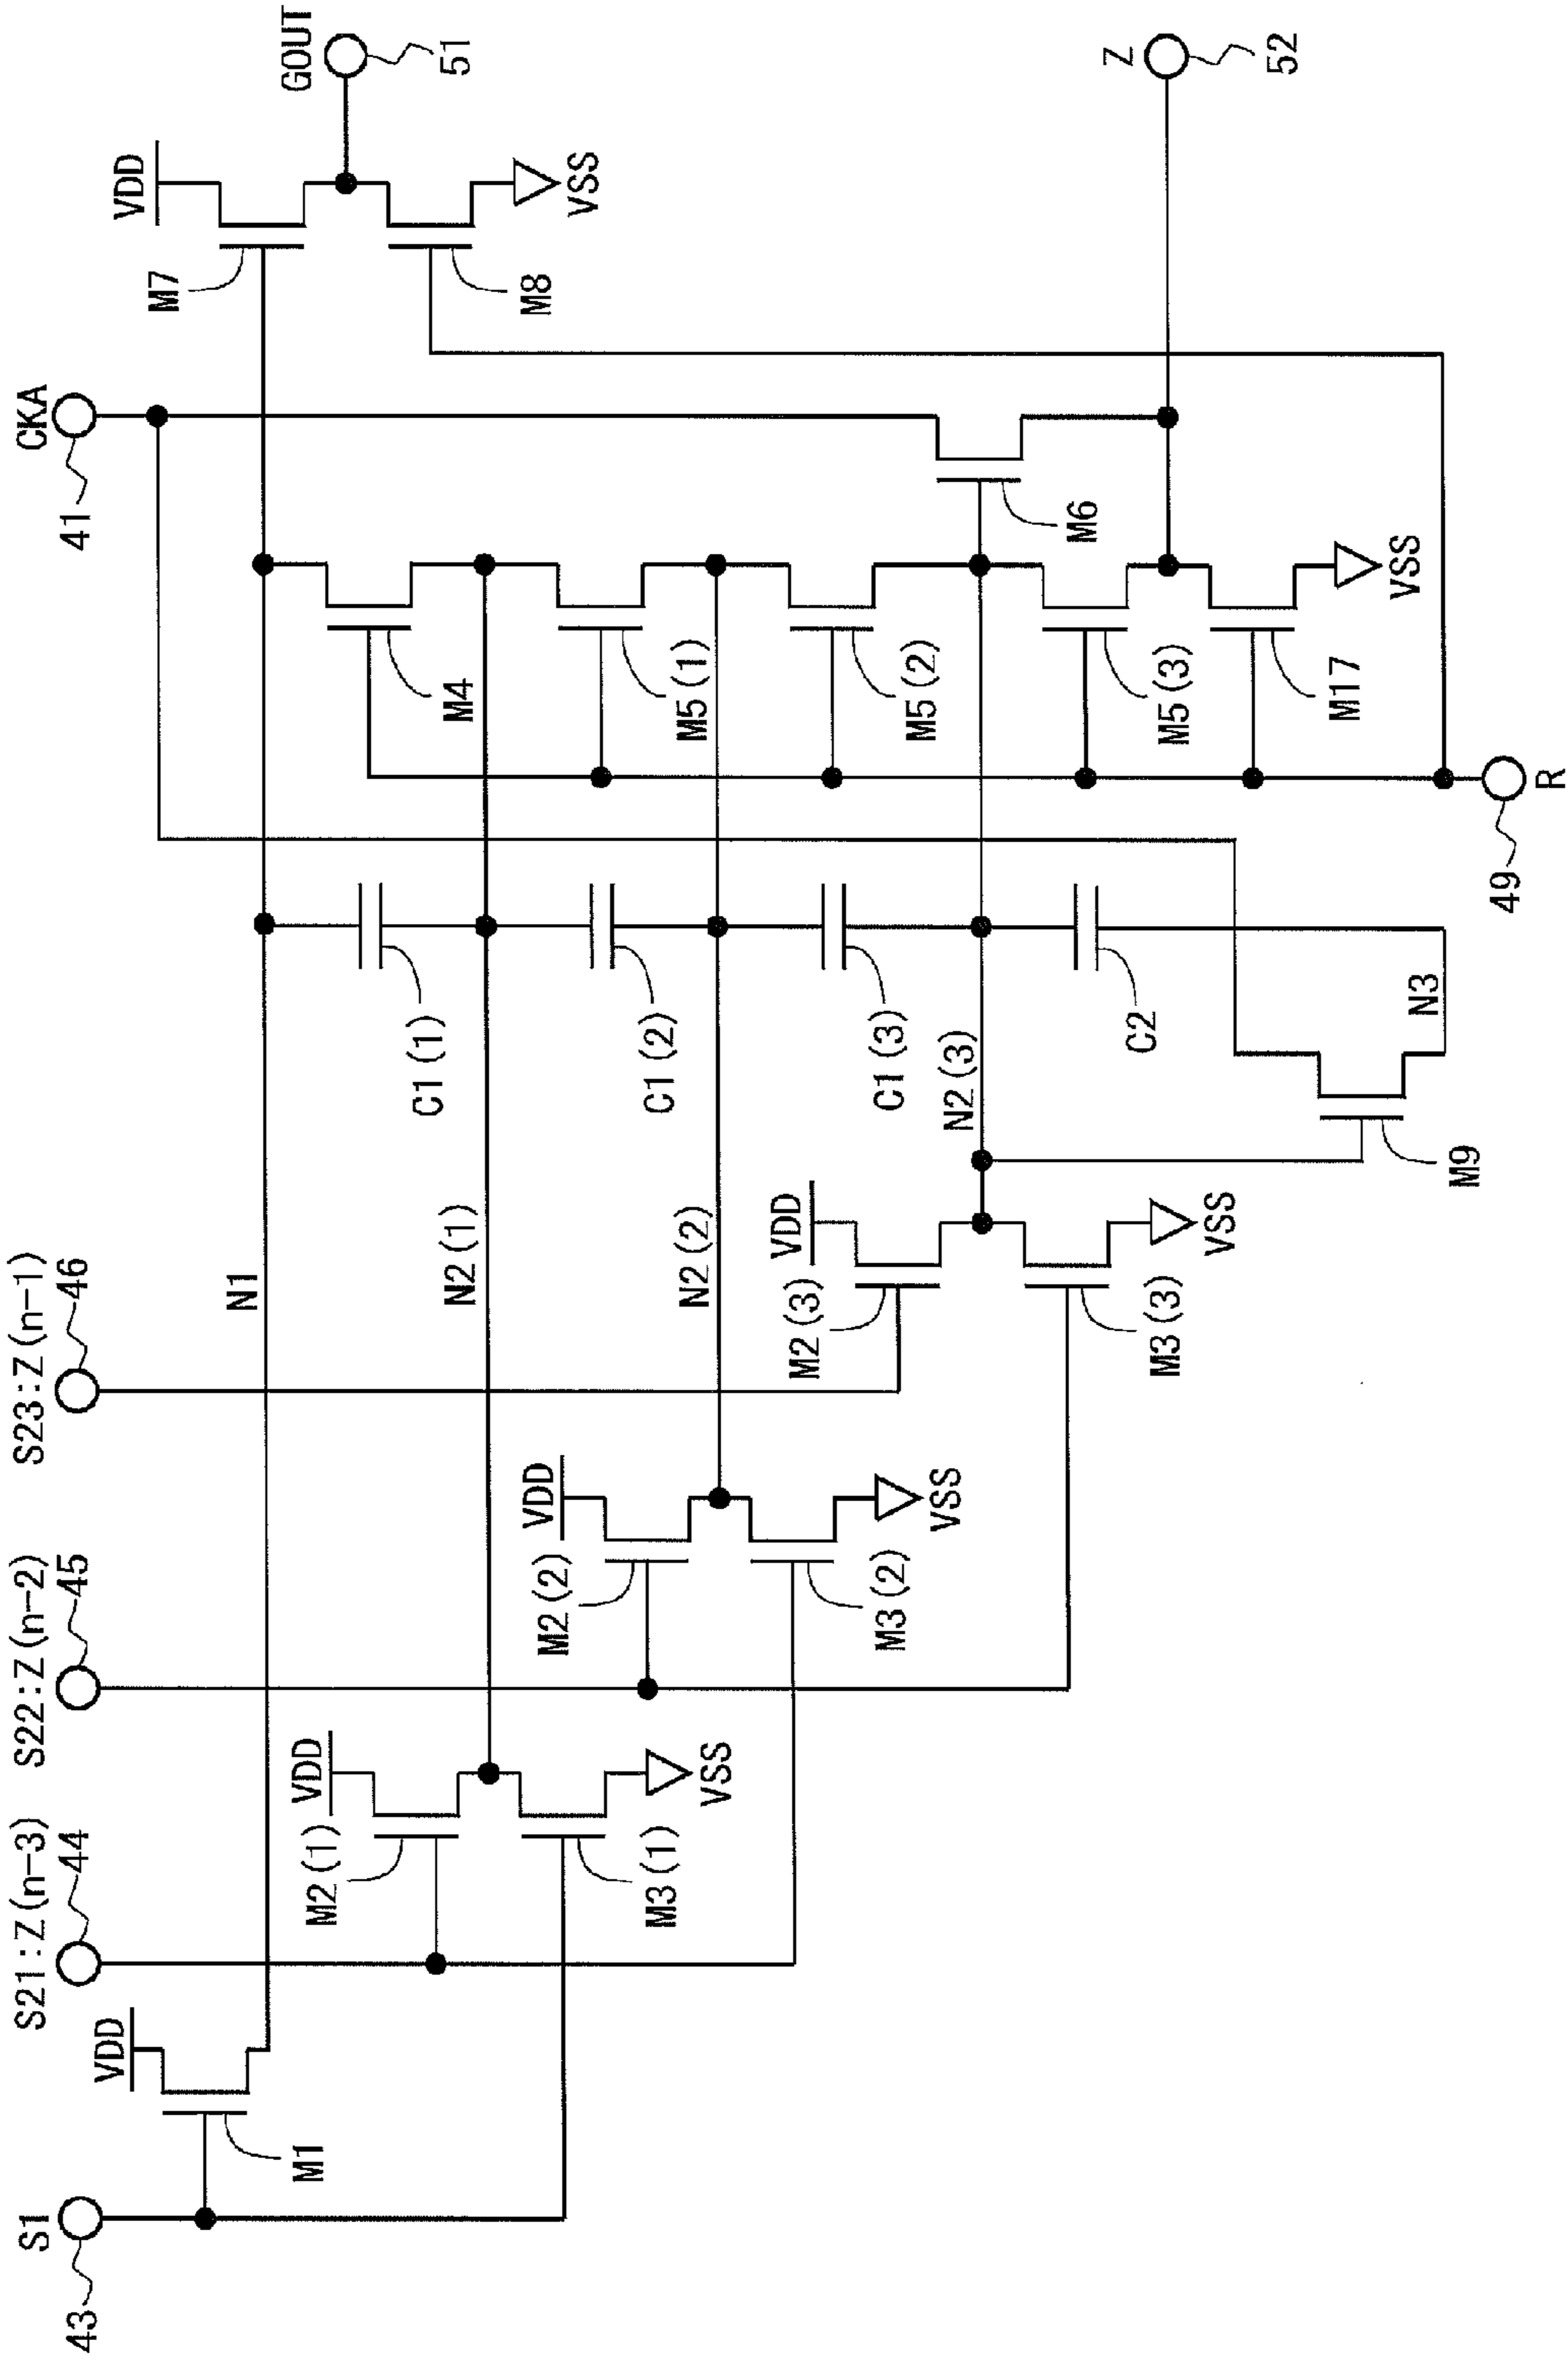 S1
43
S21:Z(n-3)
44
S22:Z(n-2)
45
S23:Z(n-1)
46
CKA
41
GOUT
51
Z
52
VDD
M1
N1
VDD
M2(1)
M3(1)
VSS
N2(1)
VDD
M2(2)
M3(2)
VSS
N2(2)
VDD
M2(3)
M3(3)
VSS
N2(3)
M9
N3
C1(1)
C1(2)
C1(3)
C2
M4
M5(1)
M5(2)
M5(3)
M17
VSS
M6
R
49
VDD
M7
M8
VSS